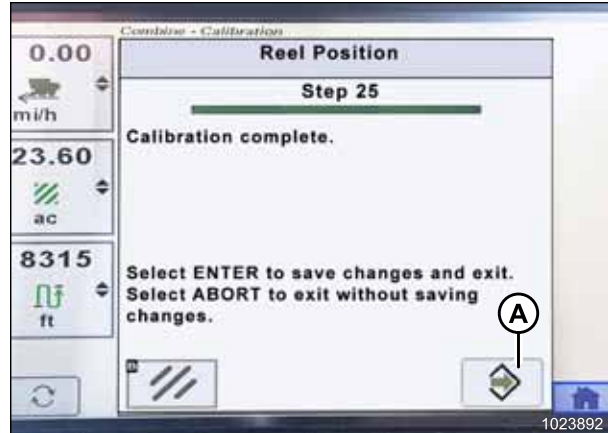 Combine - Calibration
Reel Position
Step 25
Calibration complete.
Select ENTER to save changes and exit.
Select ABORT to exit without saving
changes.
0.00
mi/h
23.60
ac
8315
ft
A
1023892